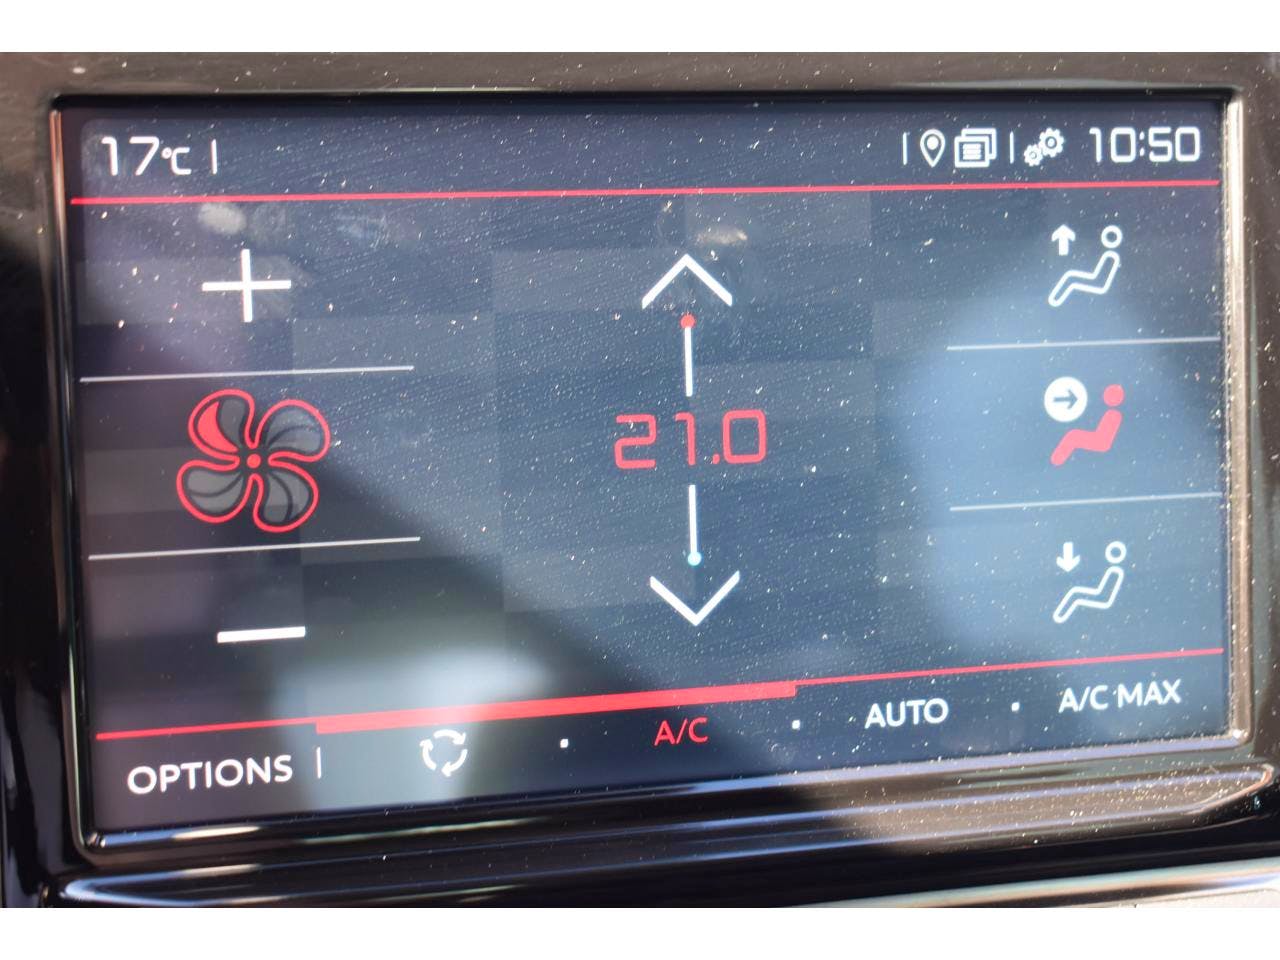 17°C
10:50
21.0
OPTIONS A/C AUTO A/C MAX